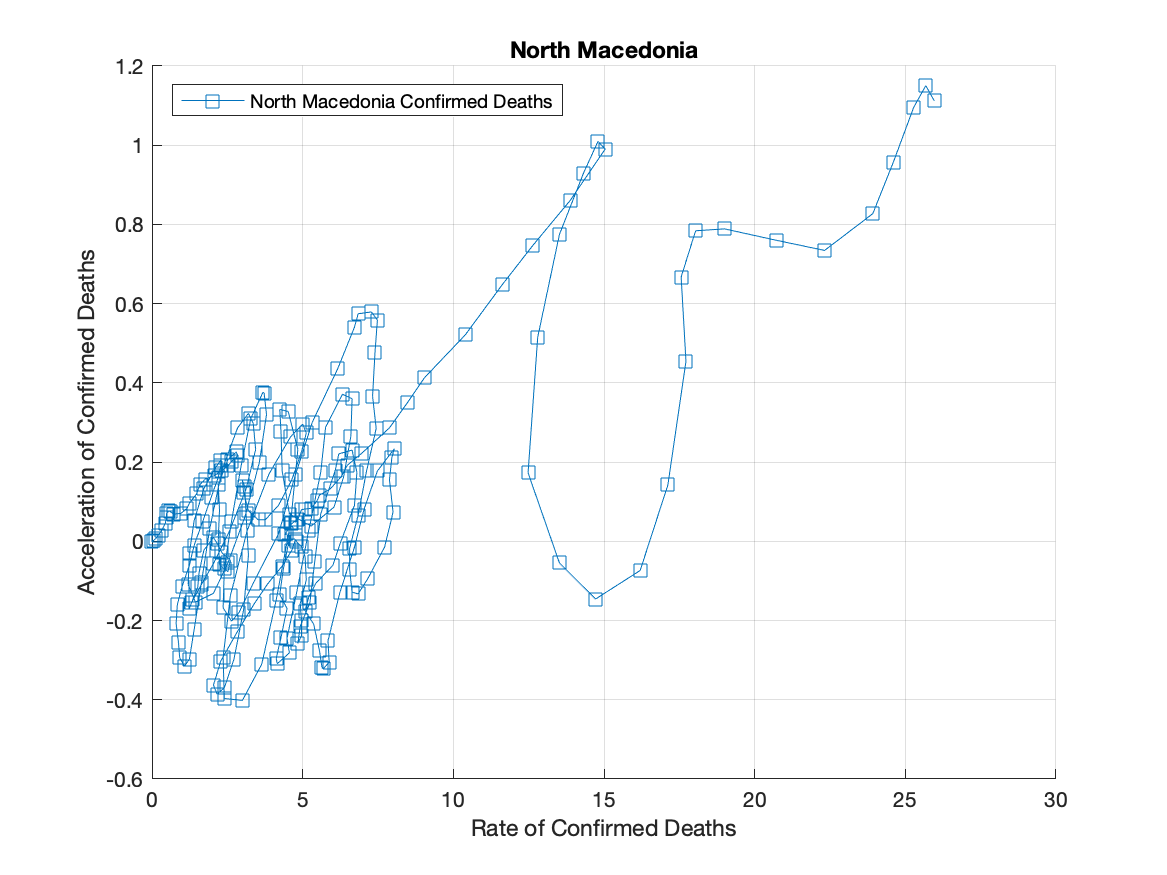 North Macedonia
North Macedonia Confirmed Deaths
1.2
1
0.8
0.6
0.4
0.2
0
-0.2
-0.4
-0.6
Acceleration of Confirmed Deaths
0 5 10 15 20 25 30
Rate of Confirmed Deaths